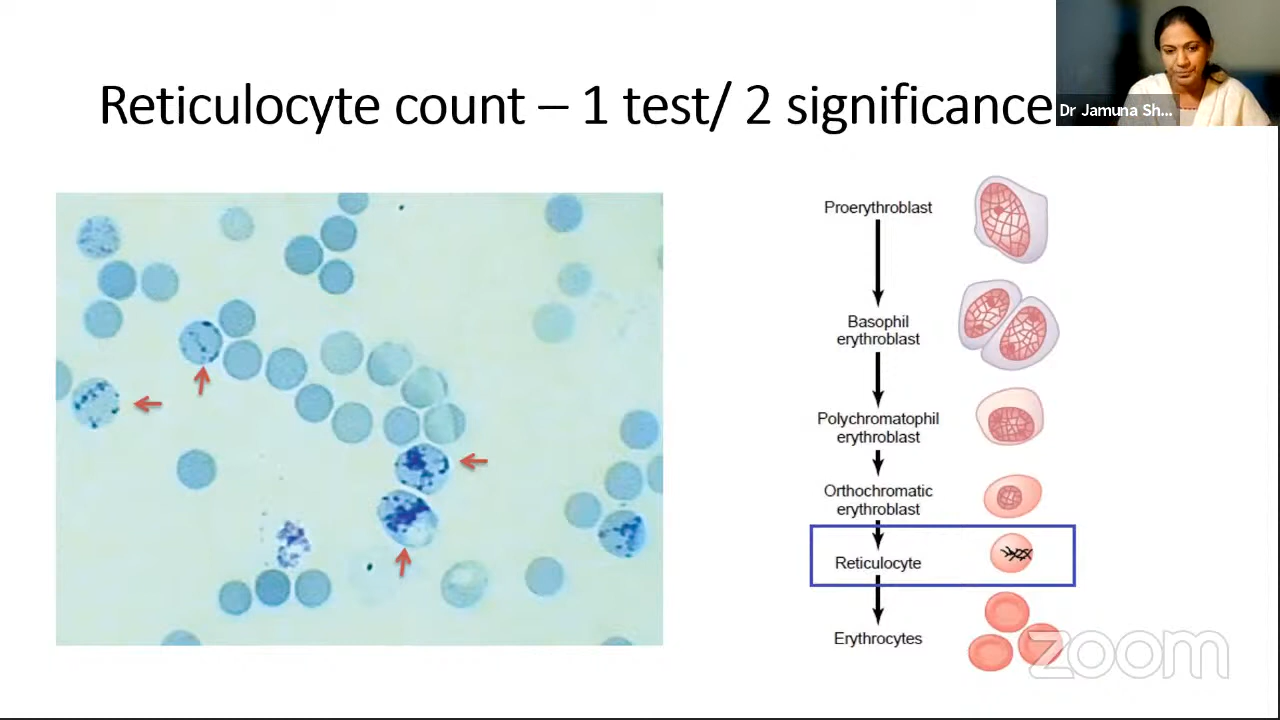 Reticulocyte count – 1 test/ 2 significance
Dr Jamuna Sh...
Proerythroblast
Basophil
erythroblast
Polychromatophil
erythroblast
Orthochromatic
erythroblast
Reticulocyte
Erythrocytes
zoom